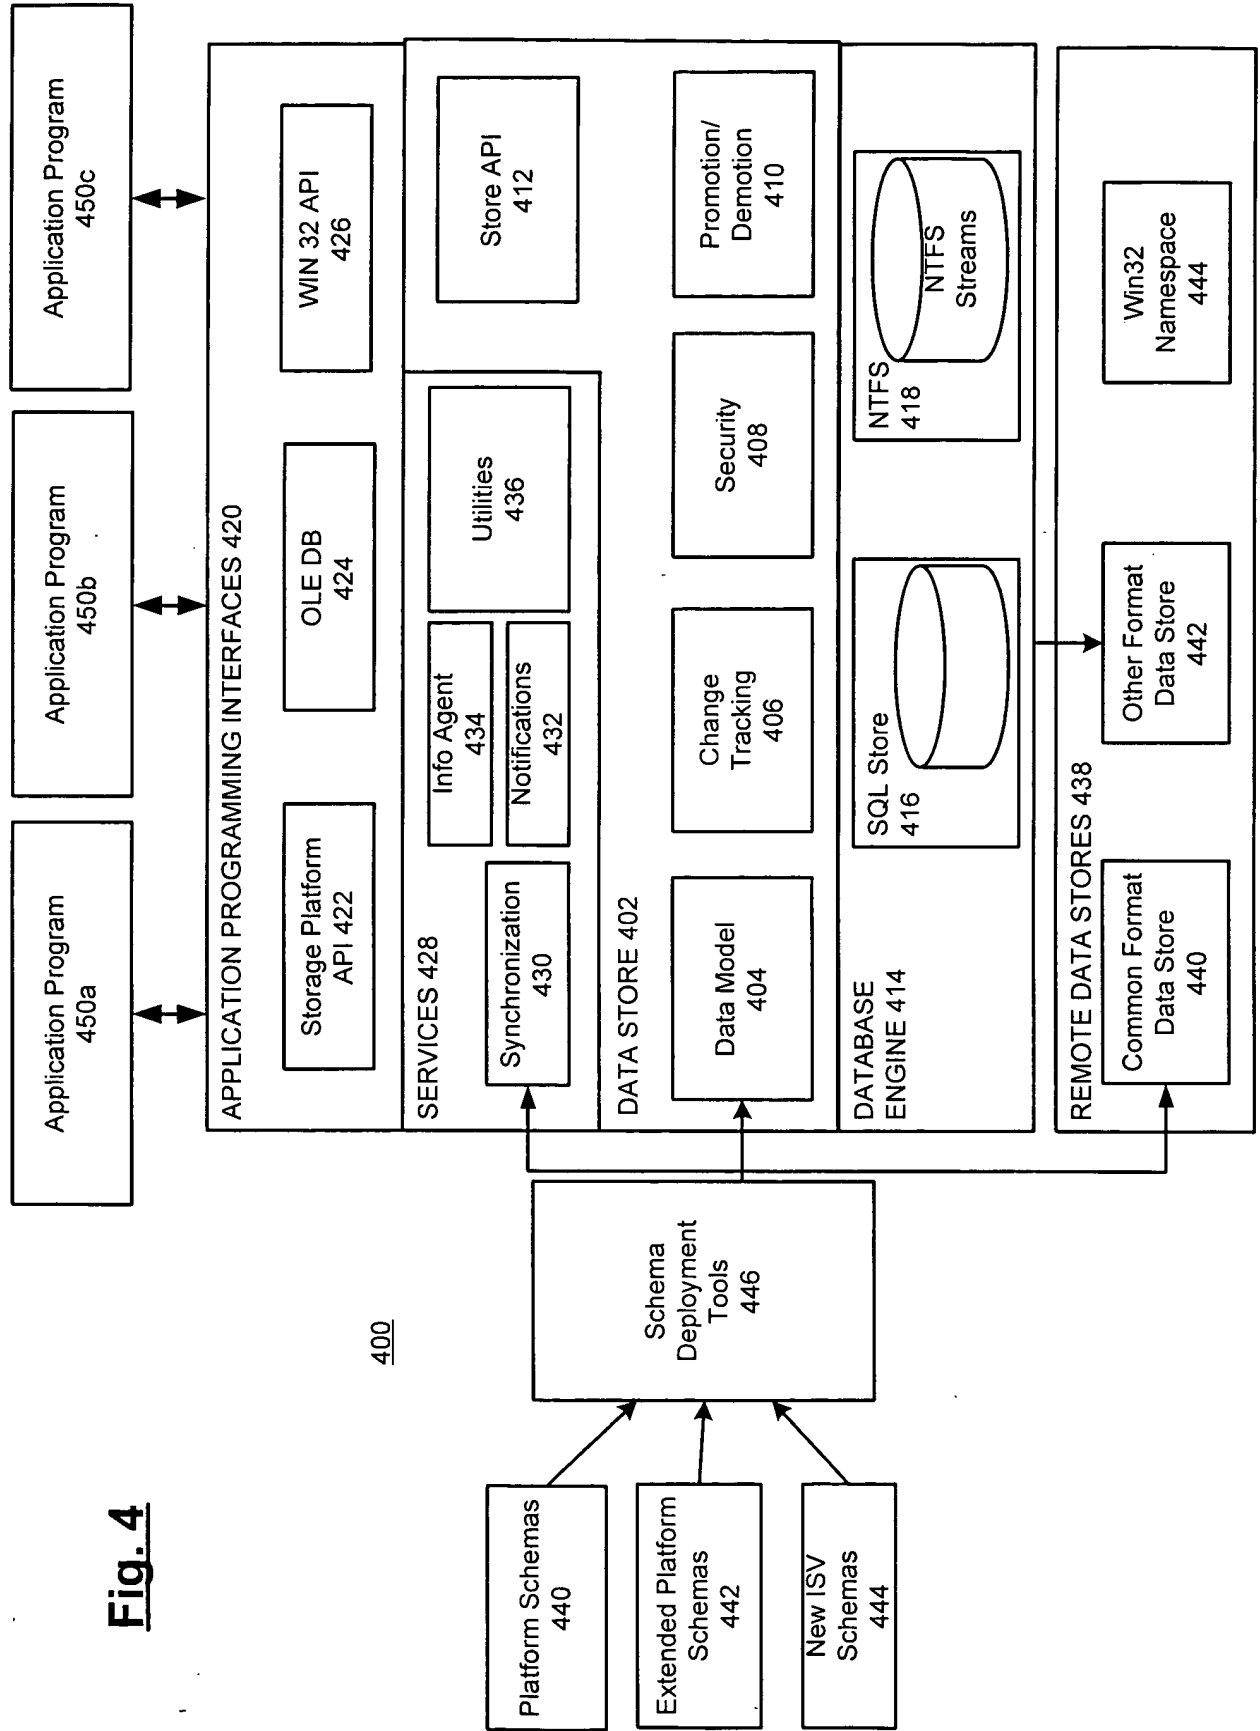 Fig. 4
400
Application Program
450a
Application Program
450b
Application Program
450c
APPLICATION PROGRAMMING INTERFACES 420
Storage Platform
API 422
OLE DB
424
WIN 32 API
426
SERVICES 428
Synchronization
430
Info Agent
434
Notifications
432
Utilities
436
Store API
412
DATA STORE 402
Data Model
404
Change
Tracking
406
Security
408
Promotion/
Demotion
410
DATABASE
ENGINE 414
SQL Store
416
NTFS
418
NTFS
Streams
REMOTE DATA STORES 438
Common Format
Data Store
440
Other Format
Data Store
442
Win32
Namespace
444
Schema
Deployment
Tools
446
Platform Schemas
440
Extended Platform
Schemas
442
New ISV
Schemas
444